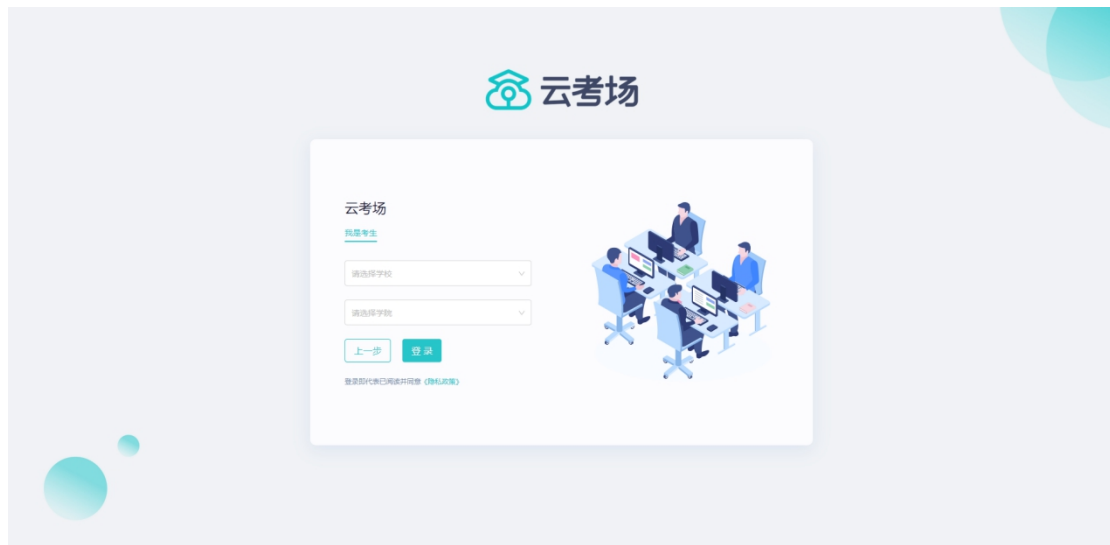 云考场
云考场
我是考生
请选择学校
请选择学院
上一步 登录
登录即代表已阅读并同意《隐私政策》